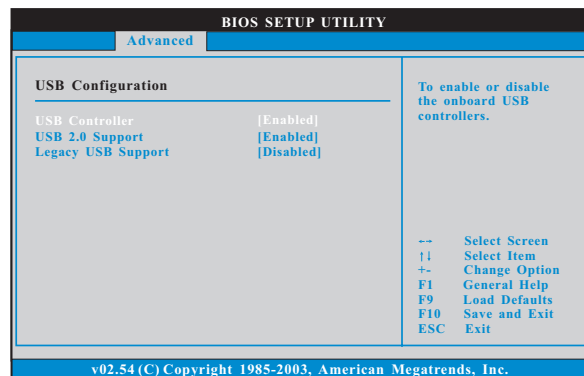 BIOS SETUP UTILITY
Advanced
USB Configuration
USB Controller [Enabled]
USB 2.0 Support [Enabled]
Legacy USB Support [Disabled]
To enable or disable
the onboard USB
controllers.
←→ Select Screen
↑↓ Select Item
+- Change Option
F1 General Help
F9 Load Defaults
F10 Save and Exit
ESC Exit
v02.54 (C) Copyright 1985-2003, American Megatrends, Inc.